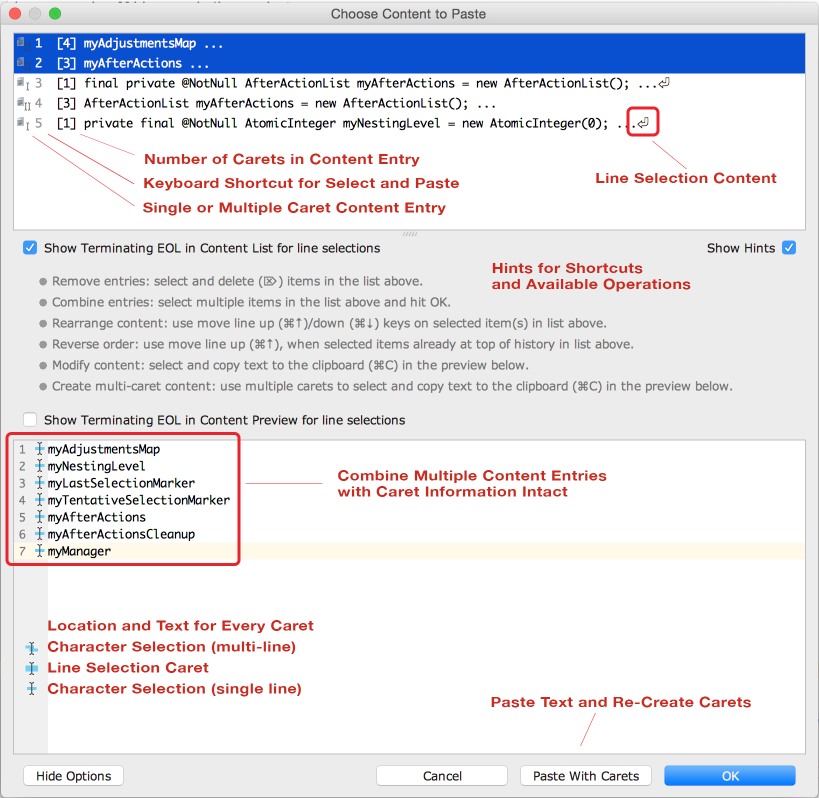 Choose Content to Paste
1 [4] myAdjustmentsMap ...
2 [3] myAfterActions ...
3 [1] final private @NotNull AfterActionList myAfterActions = new AfterActionList(); ...⏎
4 [3] AfterActionList myAfterActions = new AfterActionList(); ...
5 [1] private final @NotNull AtomicInteger myNestingLevel = new AtomicInteger(0); ...⏎
Number of Carets in Content Entry
Keyboard Shortcut for Select and Paste
Line Selection Content
Single or Multiple Caret Content Entry
Show Terminating EOL in Content List for line selections
Show Hints
Hints for Shortcuts
and Available Operations
Remove entries: select and delete (⌦) items in the list above.
Combine entries: select multiple items in the list above and hit OK.
Rearrange content: use move line up (⌘↑)/down (⌘↓) keys on selected item(s) in list above.
Reverse order: use move line up (⌘↑), when selected items already at top of history in list above.
Modify content: select and copy text to the clipboard (⌘C) in the preview below.
Create multi-caret content: use multiple carets to select and copy text to the clipboard (⌘C) in the preview below.
Show Terminating EOL in Content Preview for line selections
1 myAdjustmentsMap
2 myNestingLevel
3 myLastSelectionMarker
4 myTentativeSelectionMarker
5 myAfterActions
6 myAfterActionsCleanup
7 myManager
Combine Multiple Content Entries
with Caret Information Intact
Location and Text for Every Caret
Character Selection (multi-line)
Line Selection Caret
Character Selection (single line)
Paste Text and Re-Create Carets
Hide Options
Cancel
Paste With Carets
OK